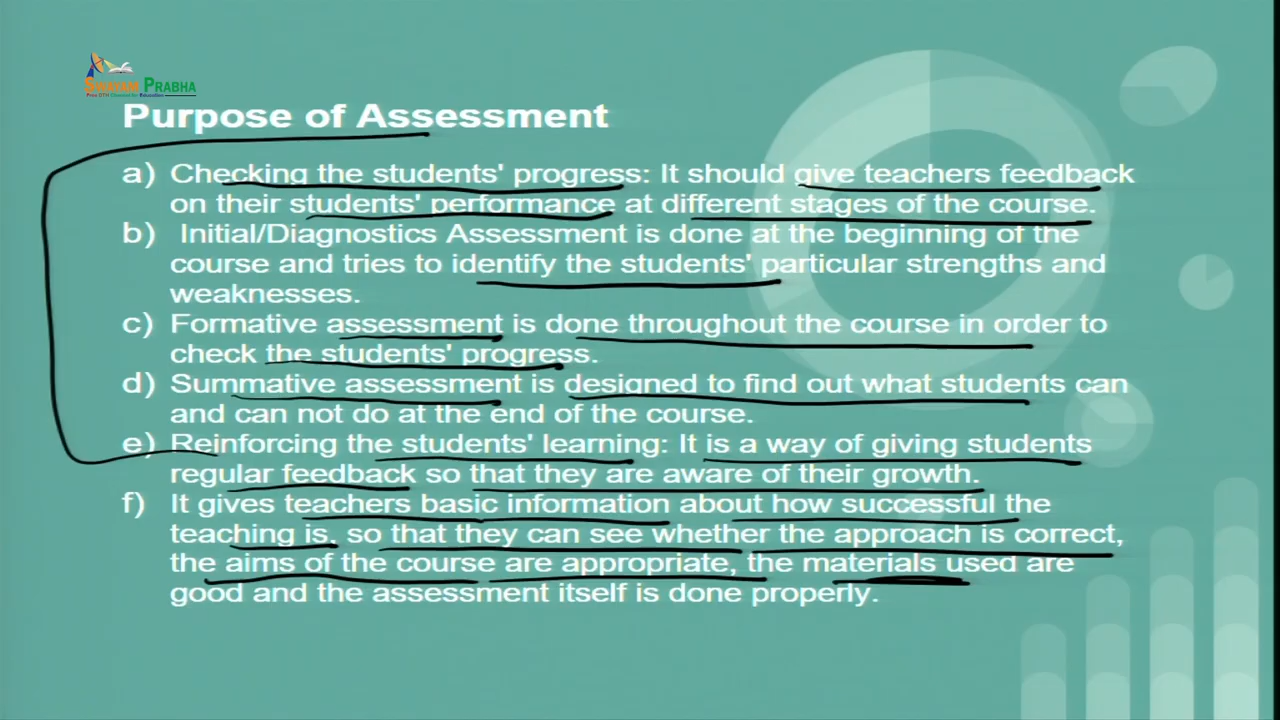 SWAYAM PRABHA
Free DTH Channel for Education
Purpose of Assessment
a) Checking the students' progress: It should give teachers feedback
on their students' performance at different stages of the course.
b) Initial/Diagnostics Assessment is done at the beginning of the
course and tries to identify the students' particular strengths and
weaknesses.
c) Formative assessment is done throughout the course in order to
check the students' progress.
d) Summative assessment is designed to find out what students can
and can not do at the end of the course.
e) Reinforcing the students' learning: It is a way of giving students
regular feedback so that they are aware of their growth.
f) It gives teachers basic information about how successful the
teaching is, so that they can see whether the approach is correct,
the aims of the course are appropriate, the materials used are
good and the assessment itself is done properly.